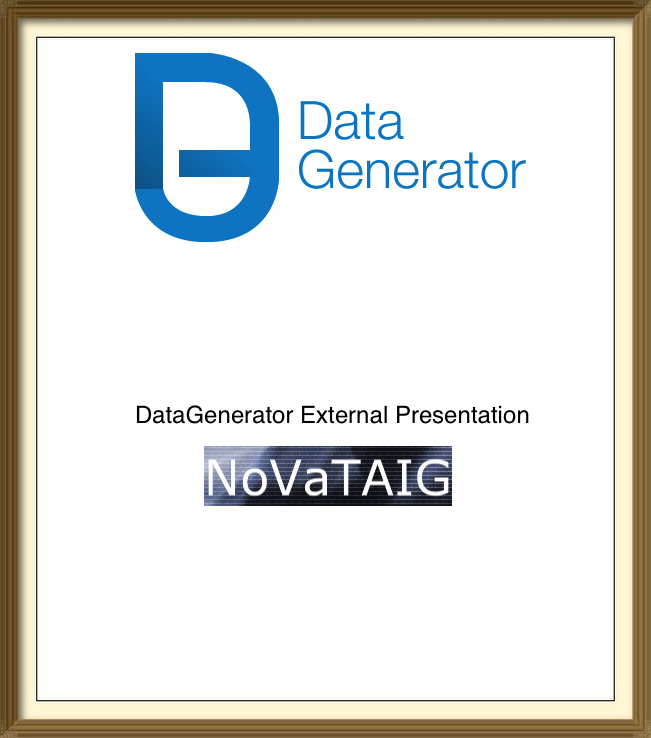 Data
Generator
DataGenerator External Presentation
NoVaTAIG